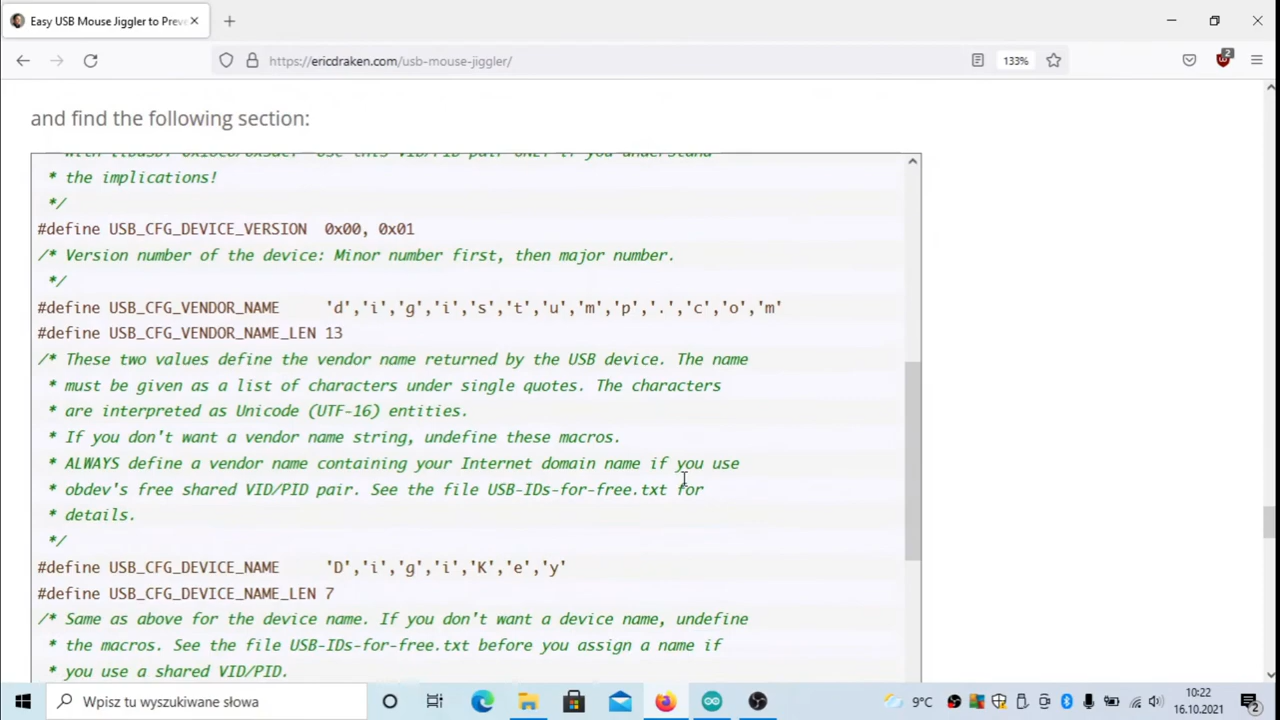 Easy USB Mouse Jiggler to Preve
https://ericdraken.com/usb-mouse-jiggler/
133%
2
and find the following section:
* the implications!
*/
#define USB_CFG_DEVICE_VERSION 0x00, 0x01
/* Version number of the device: Minor number first, then major number.
*/
#define USB_CFG_VENDOR_NAME 'd','i','g','i','s','t','u','m','p','.','c','o','m'
#define USB_CFG_VENDOR_NAME_LEN 13
/* These two values define the vendor name returned by the USB device. The name
* must be given as a list of characters under single quotes. The characters
* are interpreted as Unicode (UTF-16) entities.
* If you don't want a vendor name string, undefine these macros.
* ALWAYS define a vendor name containing your Internet domain name if you use
* obdev's free shared VID/PID pair. See the file USB-IDs-for-free.txt for
* details.
*/
#define USB_CFG_DEVICE_NAME 'D','i','g','i','K','e','y'
#define USB_CFG_DEVICE_NAME_LEN 7
/* Same as above for the device name. If you don't want a device name, undefine
* the macros. See the file USB-IDs-for-free.txt before you assign a name if
* you use a shared VID/PID.
Wpisz tu wyszukiwane słowa
9°C
10:22
16.10.2021
2